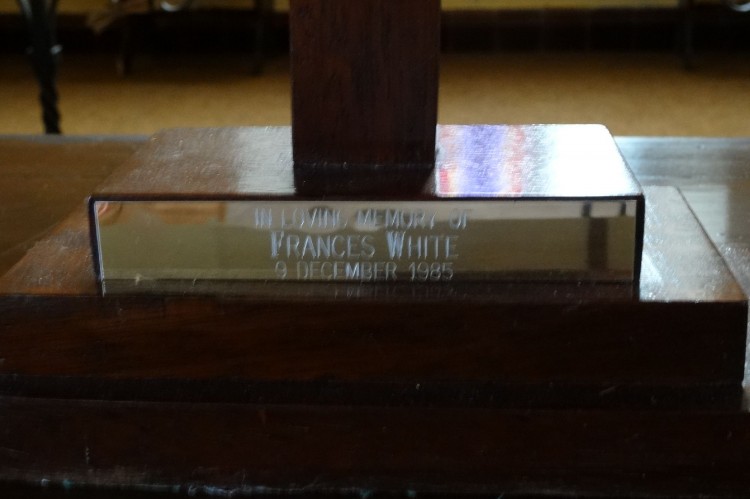 IN LOVING MEMORY OF
FRANCES WHITE
9 DECEMBER 1985